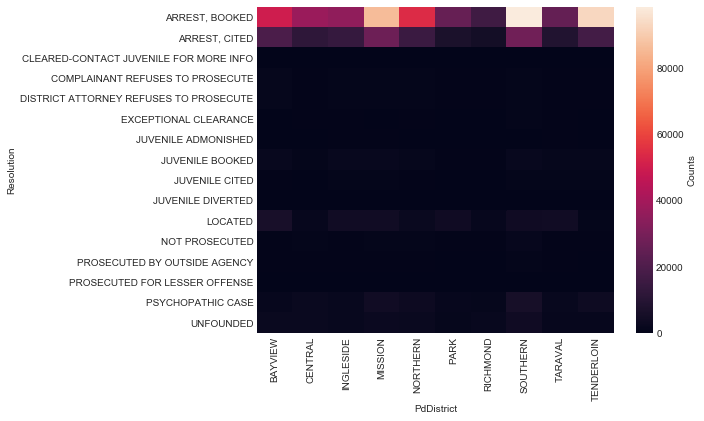 ARREST, BOOKED
ARREST, CITED
CLEARED-CONTACT JUVENILE FOR MORE INFO
COMPLAINANT REFUSES TO PROSECUTE
DISTRICT ATTORNEY REFUSES TO PROSECUTE
EXCEPTIONAL CLEARANCE
JUVENILE ADMONISHED
JUVENILE BOOKED
JUVENILE CITED
JUVENILE DIVERTED
LOCATED
NOT PROSECUTED
PROSECUTED BY OUTSIDE AGENCY
PROSECUTED FOR LESSER OFFENSE
PSYCHOPATHIC CASE
UNFOUNDED
Resolution
BAYVIEW
CENTRAL
INGLESIDE
MISSION
NORTHERN
PARK
RICHMOND
SOUTHERN
TARAVAL
TENDERLOIN
PdDistrict
80000
60000
40000
20000
0
Counts